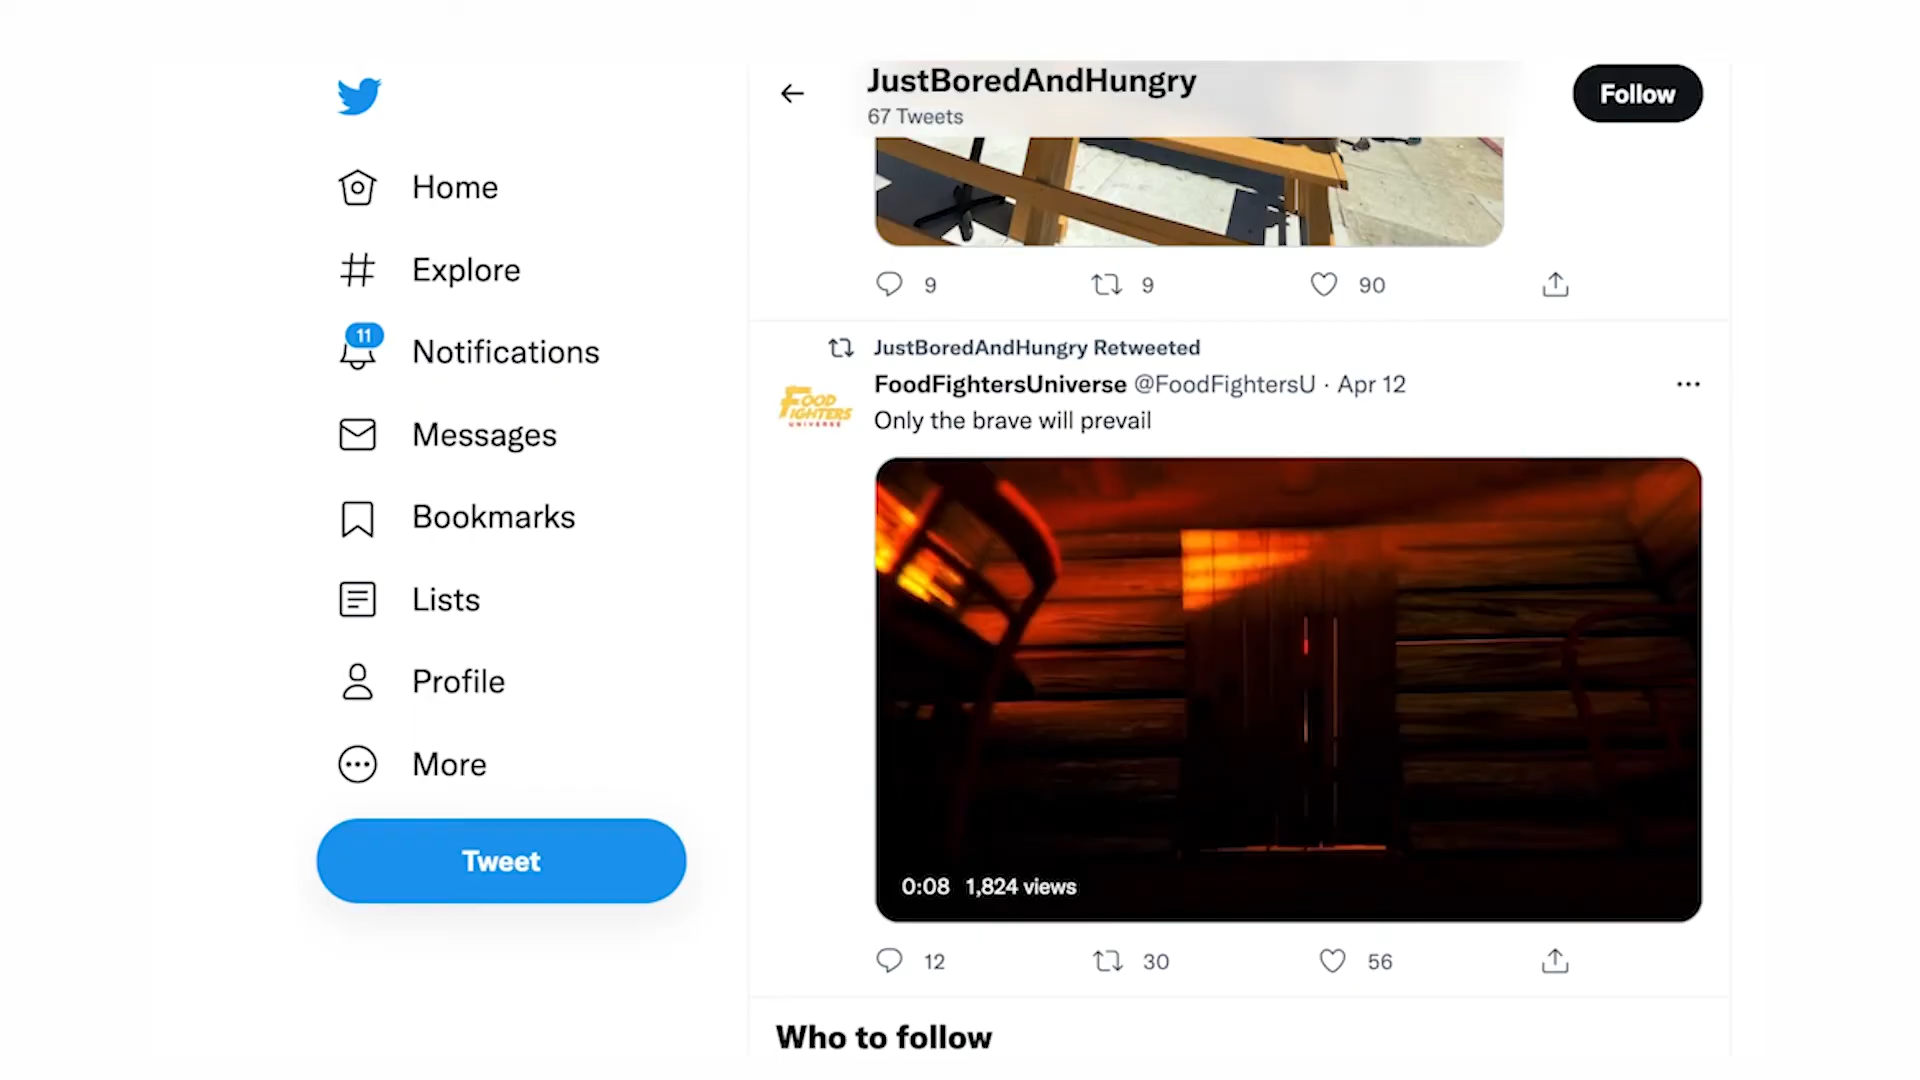 Home
Explore
11
Notifications
Messages
Bookmarks
Lists
Profile
More
Tweet
JustBoredAndHungry
67 Tweets
Follow
9 9 90
JustBoredAndHungry Retweeted
FoodFightersUniverse @FoodFightersU · Apr 12
FOOD
FIGHTERS
UNIVERSE
Only the brave will prevail
0:08 1,824 views
12 30 56
Who to follow